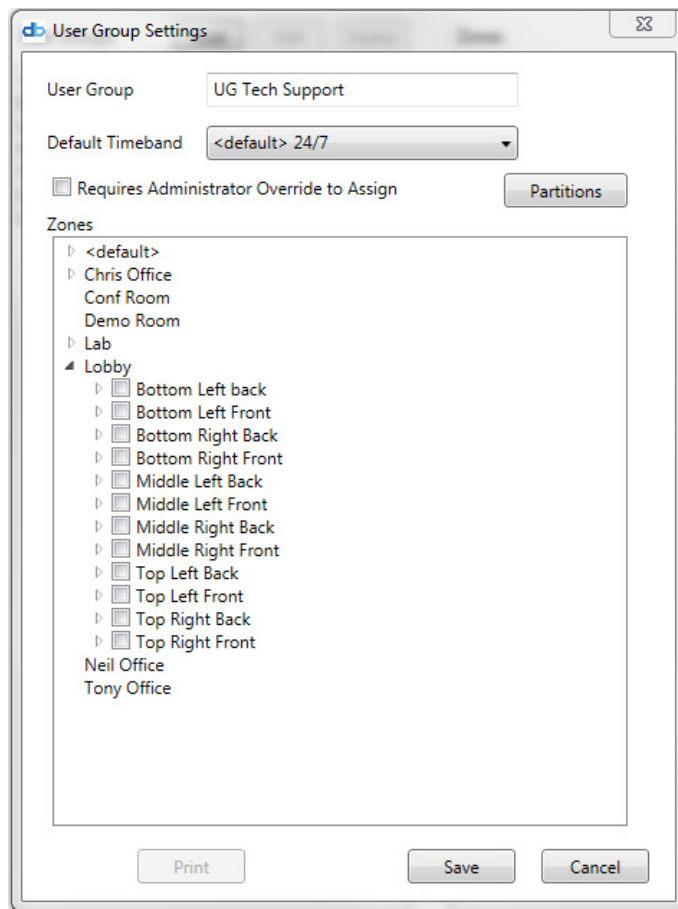 db User Group Settings
User Group UG Tech Support
Default Timeband <default> 24/7
Requires Administrator Override to Assign Partitions
Zones
<default>
Chris Office
Conf Room
Demo Room
Lab
Lobby
Bottom Left back
Bottom Left Front
Bottom Right Back
Bottom Right Front
Middle Left Back
Middle Left Front
Middle Right Back
Middle Right Front
Top Left Back
Top Left Front
Top Right Back
Top Right Front
Neil Office
Tony Office
Print Save Cancel